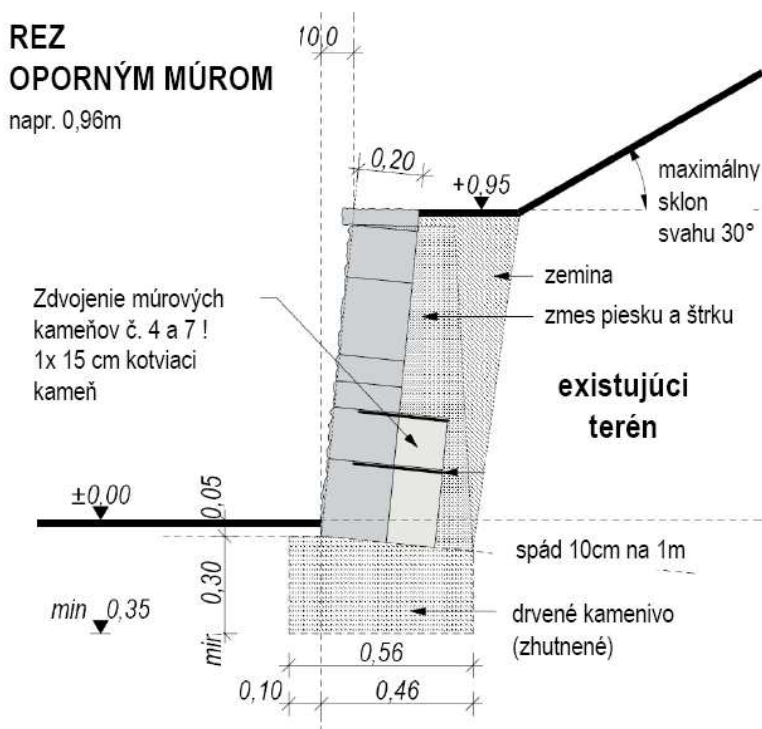 REZ
OPORNÝM MÚROM
napr. 0,96m
10,0
0,20
+0,95
maximálny
sklon
svahu 30°
zemina
zmes piesku a štrku
Zdvojenie múrových
kameňov č. 4 a 7 !
1x 15 cm kotviaci
kameň
existujúci
terén
±0,00
0,05
spád 10cm na 1m
0,30
min 0,35
min
drvené kamenivo
(zhutnené)
0,56
0,10
0,46